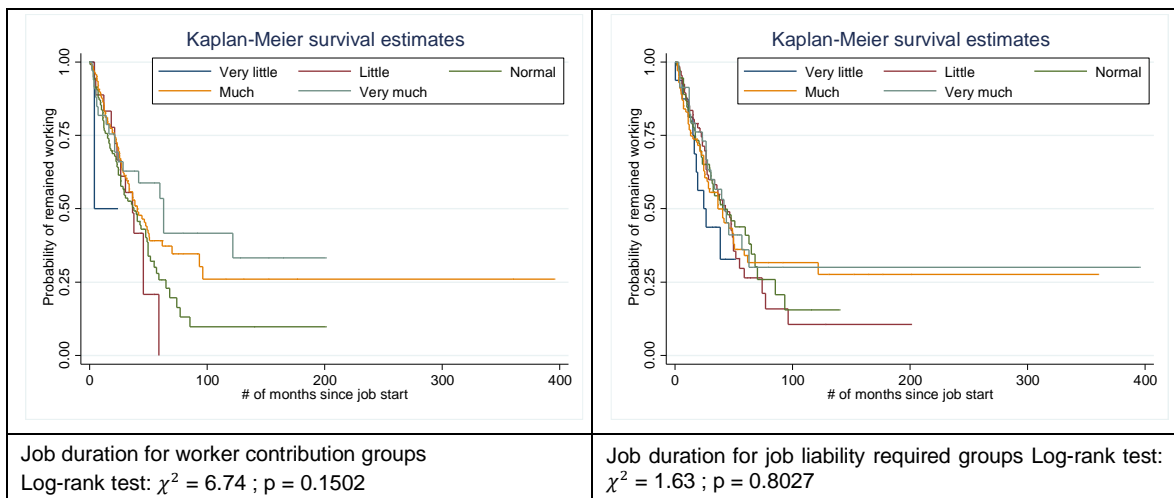 Kaplan-Meier survival estimates
Very little Little Normal
Much Very much
Probability of remained working
1.00
0.75
0.50
0.25
0.00
0 100 200 300 400
# of months since job start
Kaplan-Meier survival estimates
Very little Little Normal
Much Very much
Probability of remained working
1.00
0.75
0.50
0.25
0.00
0 100 200 300 400
# of months since job start
Job duration for worker contribution groups
Log-rank test: χ² = 6.74 ; p = 0.1502
Job duration for job liability required groups Log-rank test:
χ² = 1.63 ; p = 0.8027